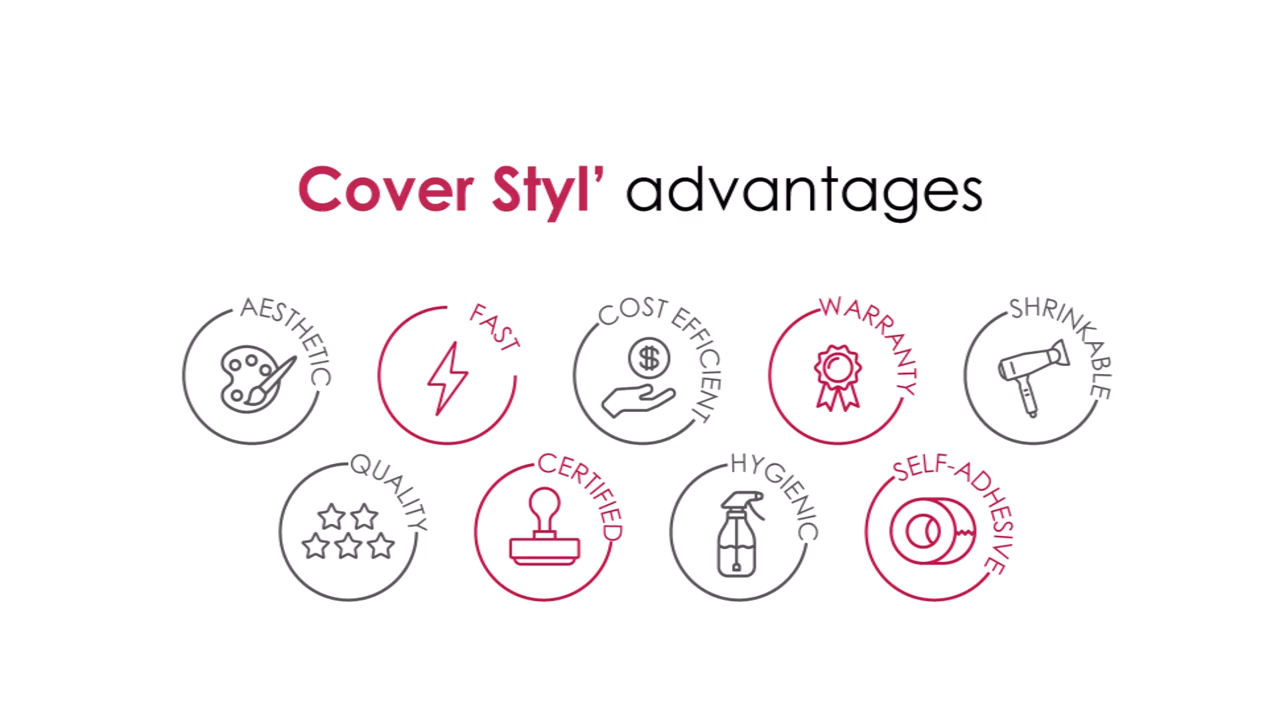 Cover Styl’ advantages
AESTHETIC
FAST
COST EFFICIENT
WARRANTY
SHRINKABLE
QUALITY
CERTIFIED
HYGIENIC
SELF-ADHESIVE